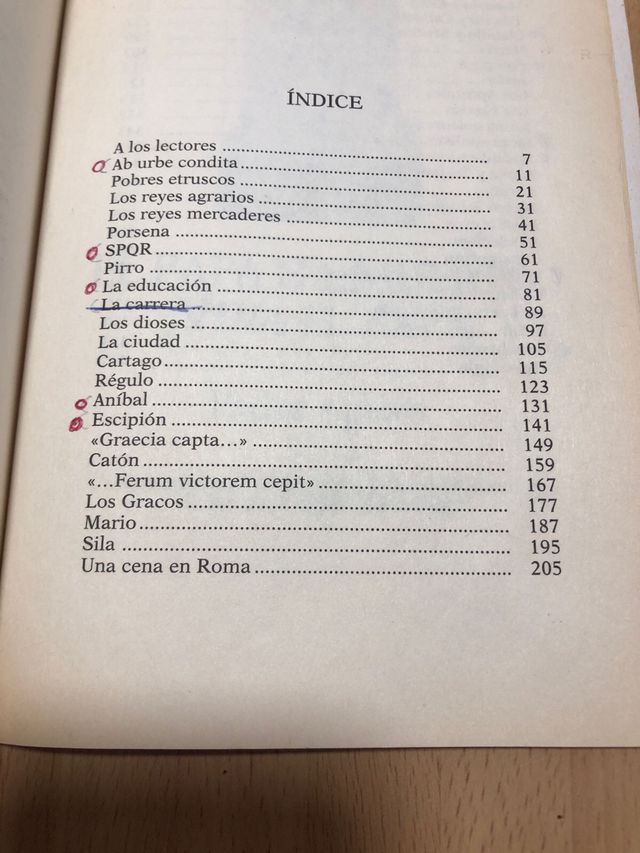 ÍNDICE
A los lectores ........ 7
Ab urbe condita ........ 11
Pobres etruscos ........ 21
Los reyes agrarios ........ 31
Los reyes mercaderes ........ 41
Porsena ........ 51
SPQR ........ 61
Pirro ........ 71
La educación ........ 81
La carrera ........ 89
Los dioses ........ 97
La ciudad ........ 105
Cartago ........ 115
Régulo ........ 123
Aníbal ........ 131
Escipión ........ 141
«Graecia capta...» ........ 149
Catón ........ 159
«...Ferum victorem cepit» ........ 167
Los Gracos ........ 177
Mario ........ 187
Sila ........ 195
Una cena en Roma ........ 205